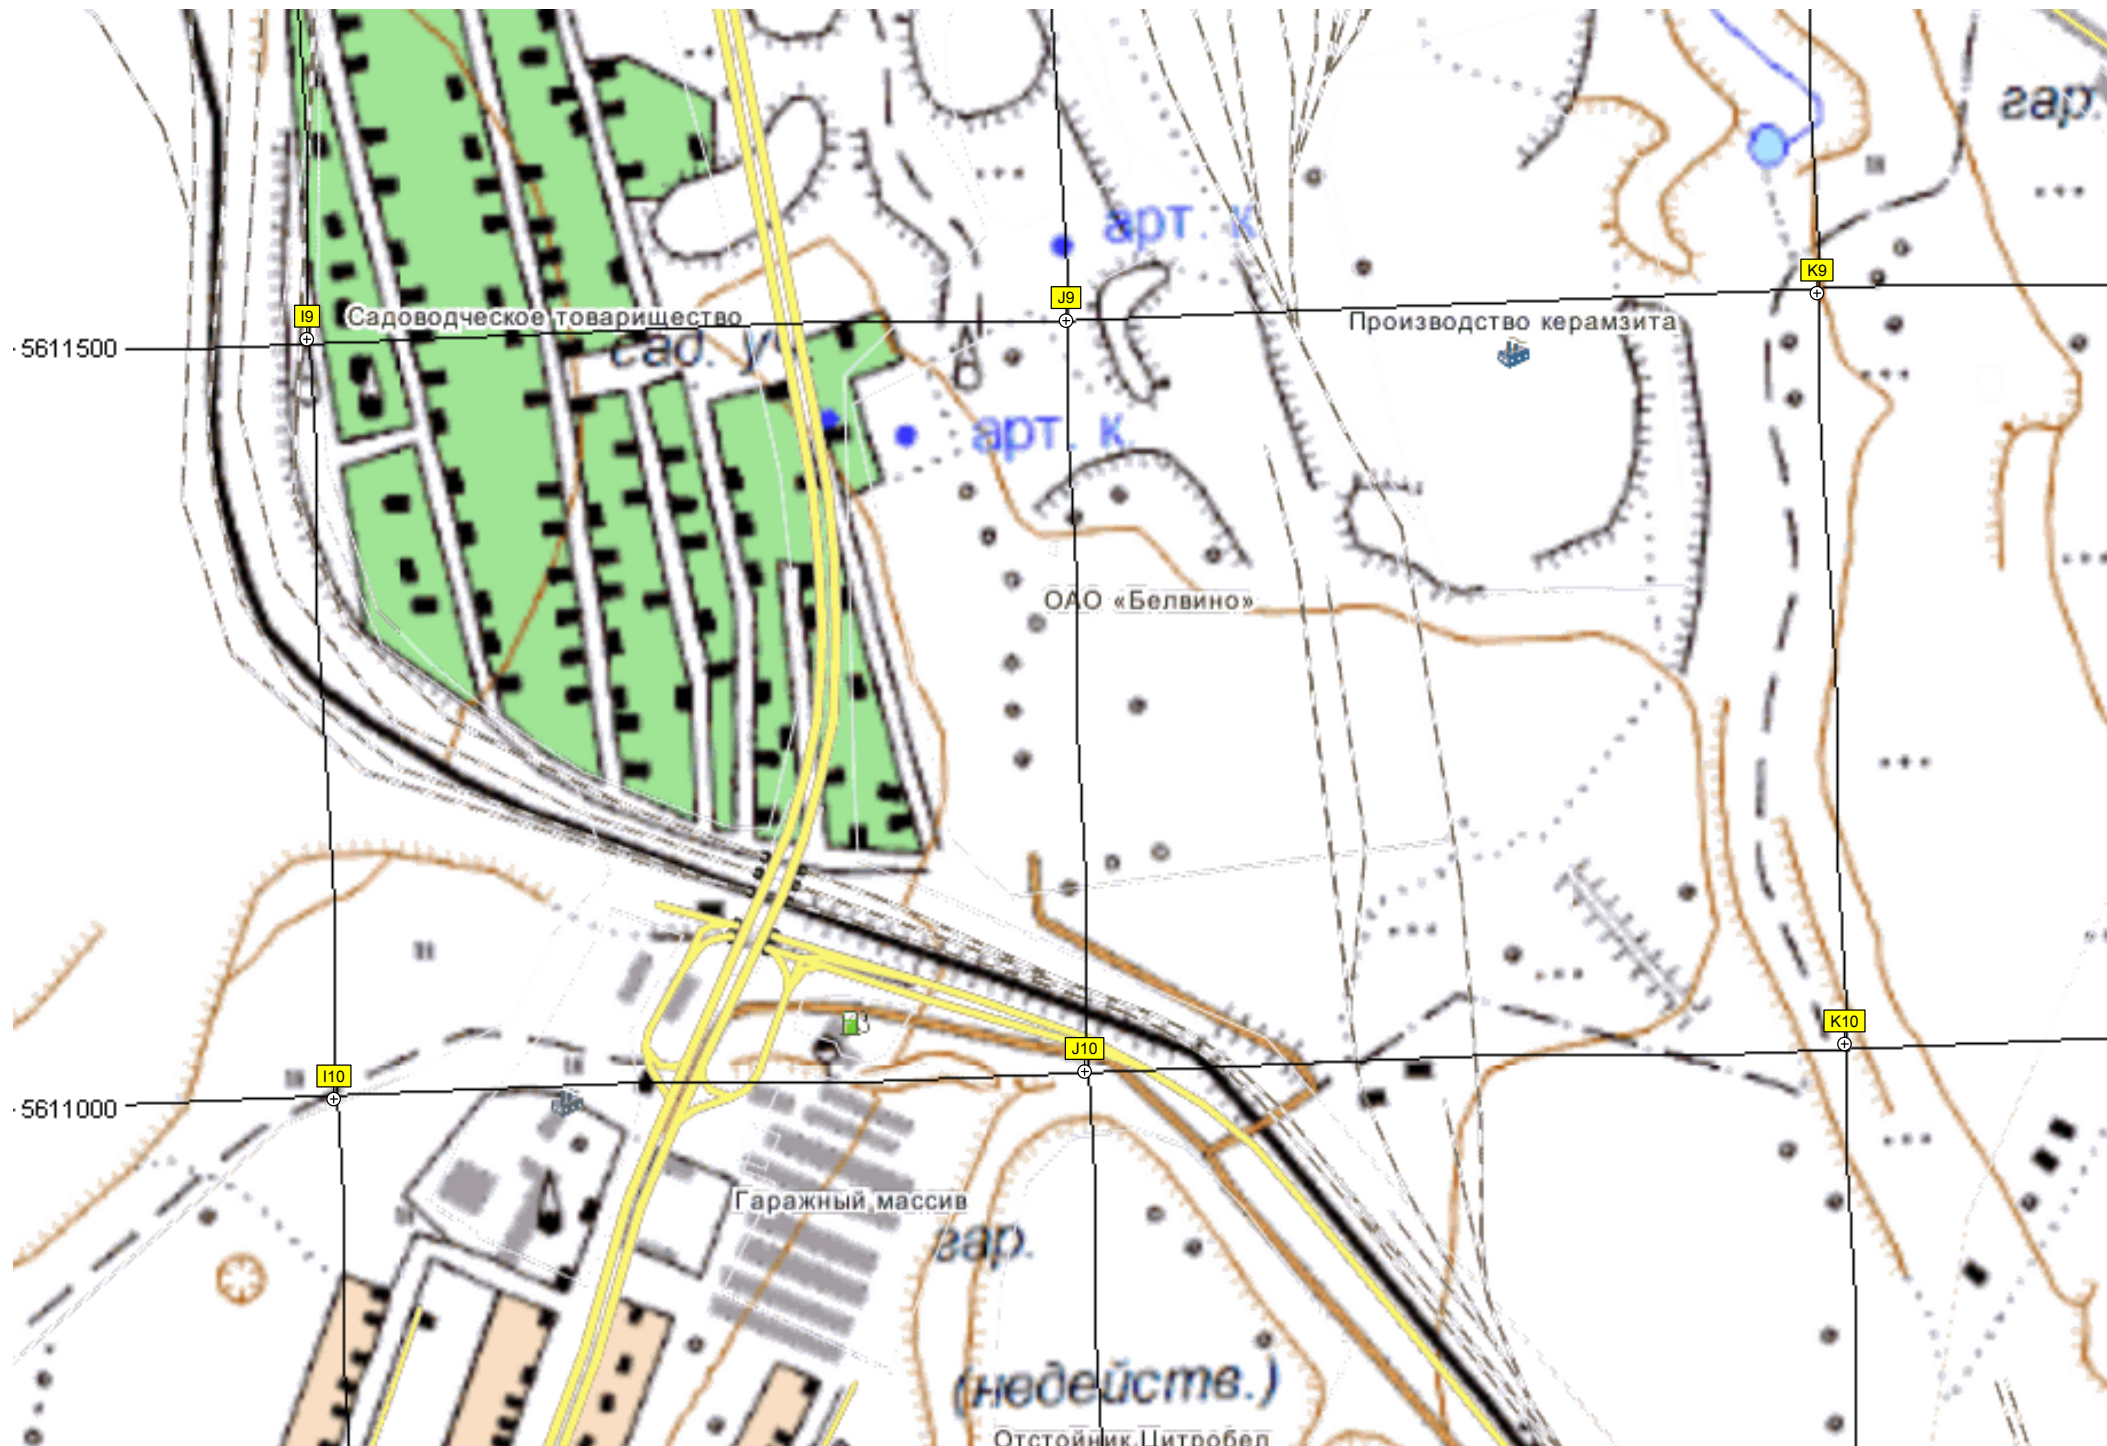 гар.
арт. к
K9
J9
I9
Садоводческое товарищество
Производство керамзита
5611500
сад. у
арт. к.
ОАО «Белвино»
K10
J10
I10
5611000
Гаражный массив
гар.
(недейств.)
Отстойник Цитробел